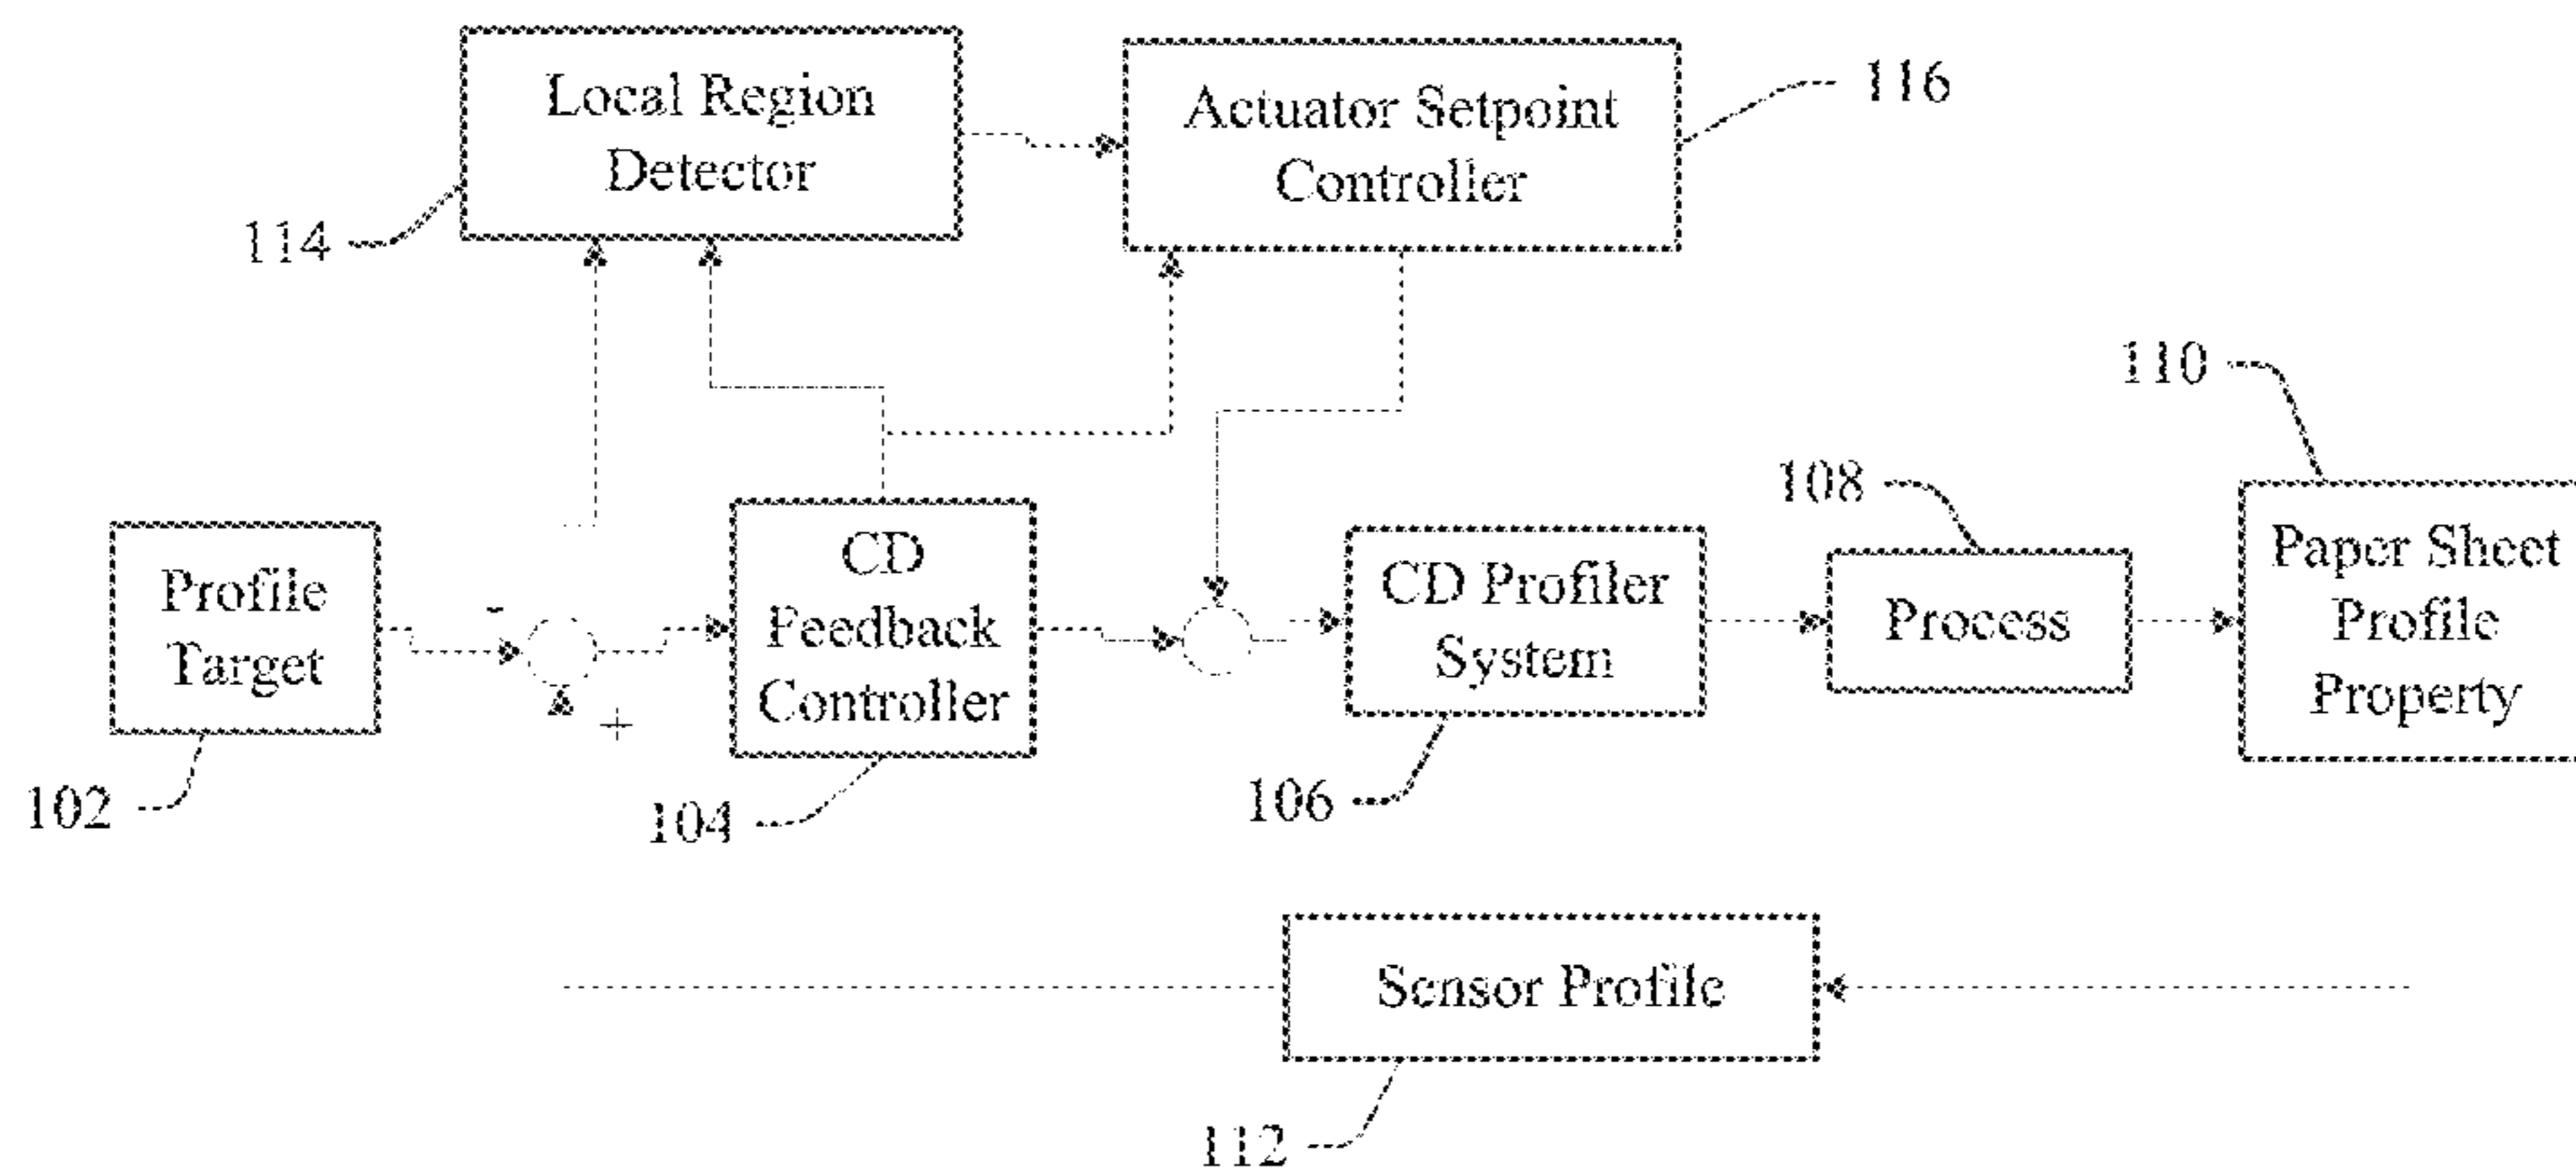 Local Region
Detector
114
Actuator Setpoint
Controller
116
110
108
Profile
Target
102
-
+
CD
Feedback
Controller
104
CD Profiler
System
106
Process
Paper Sheet
Profile
Property
Sensor Profile
112